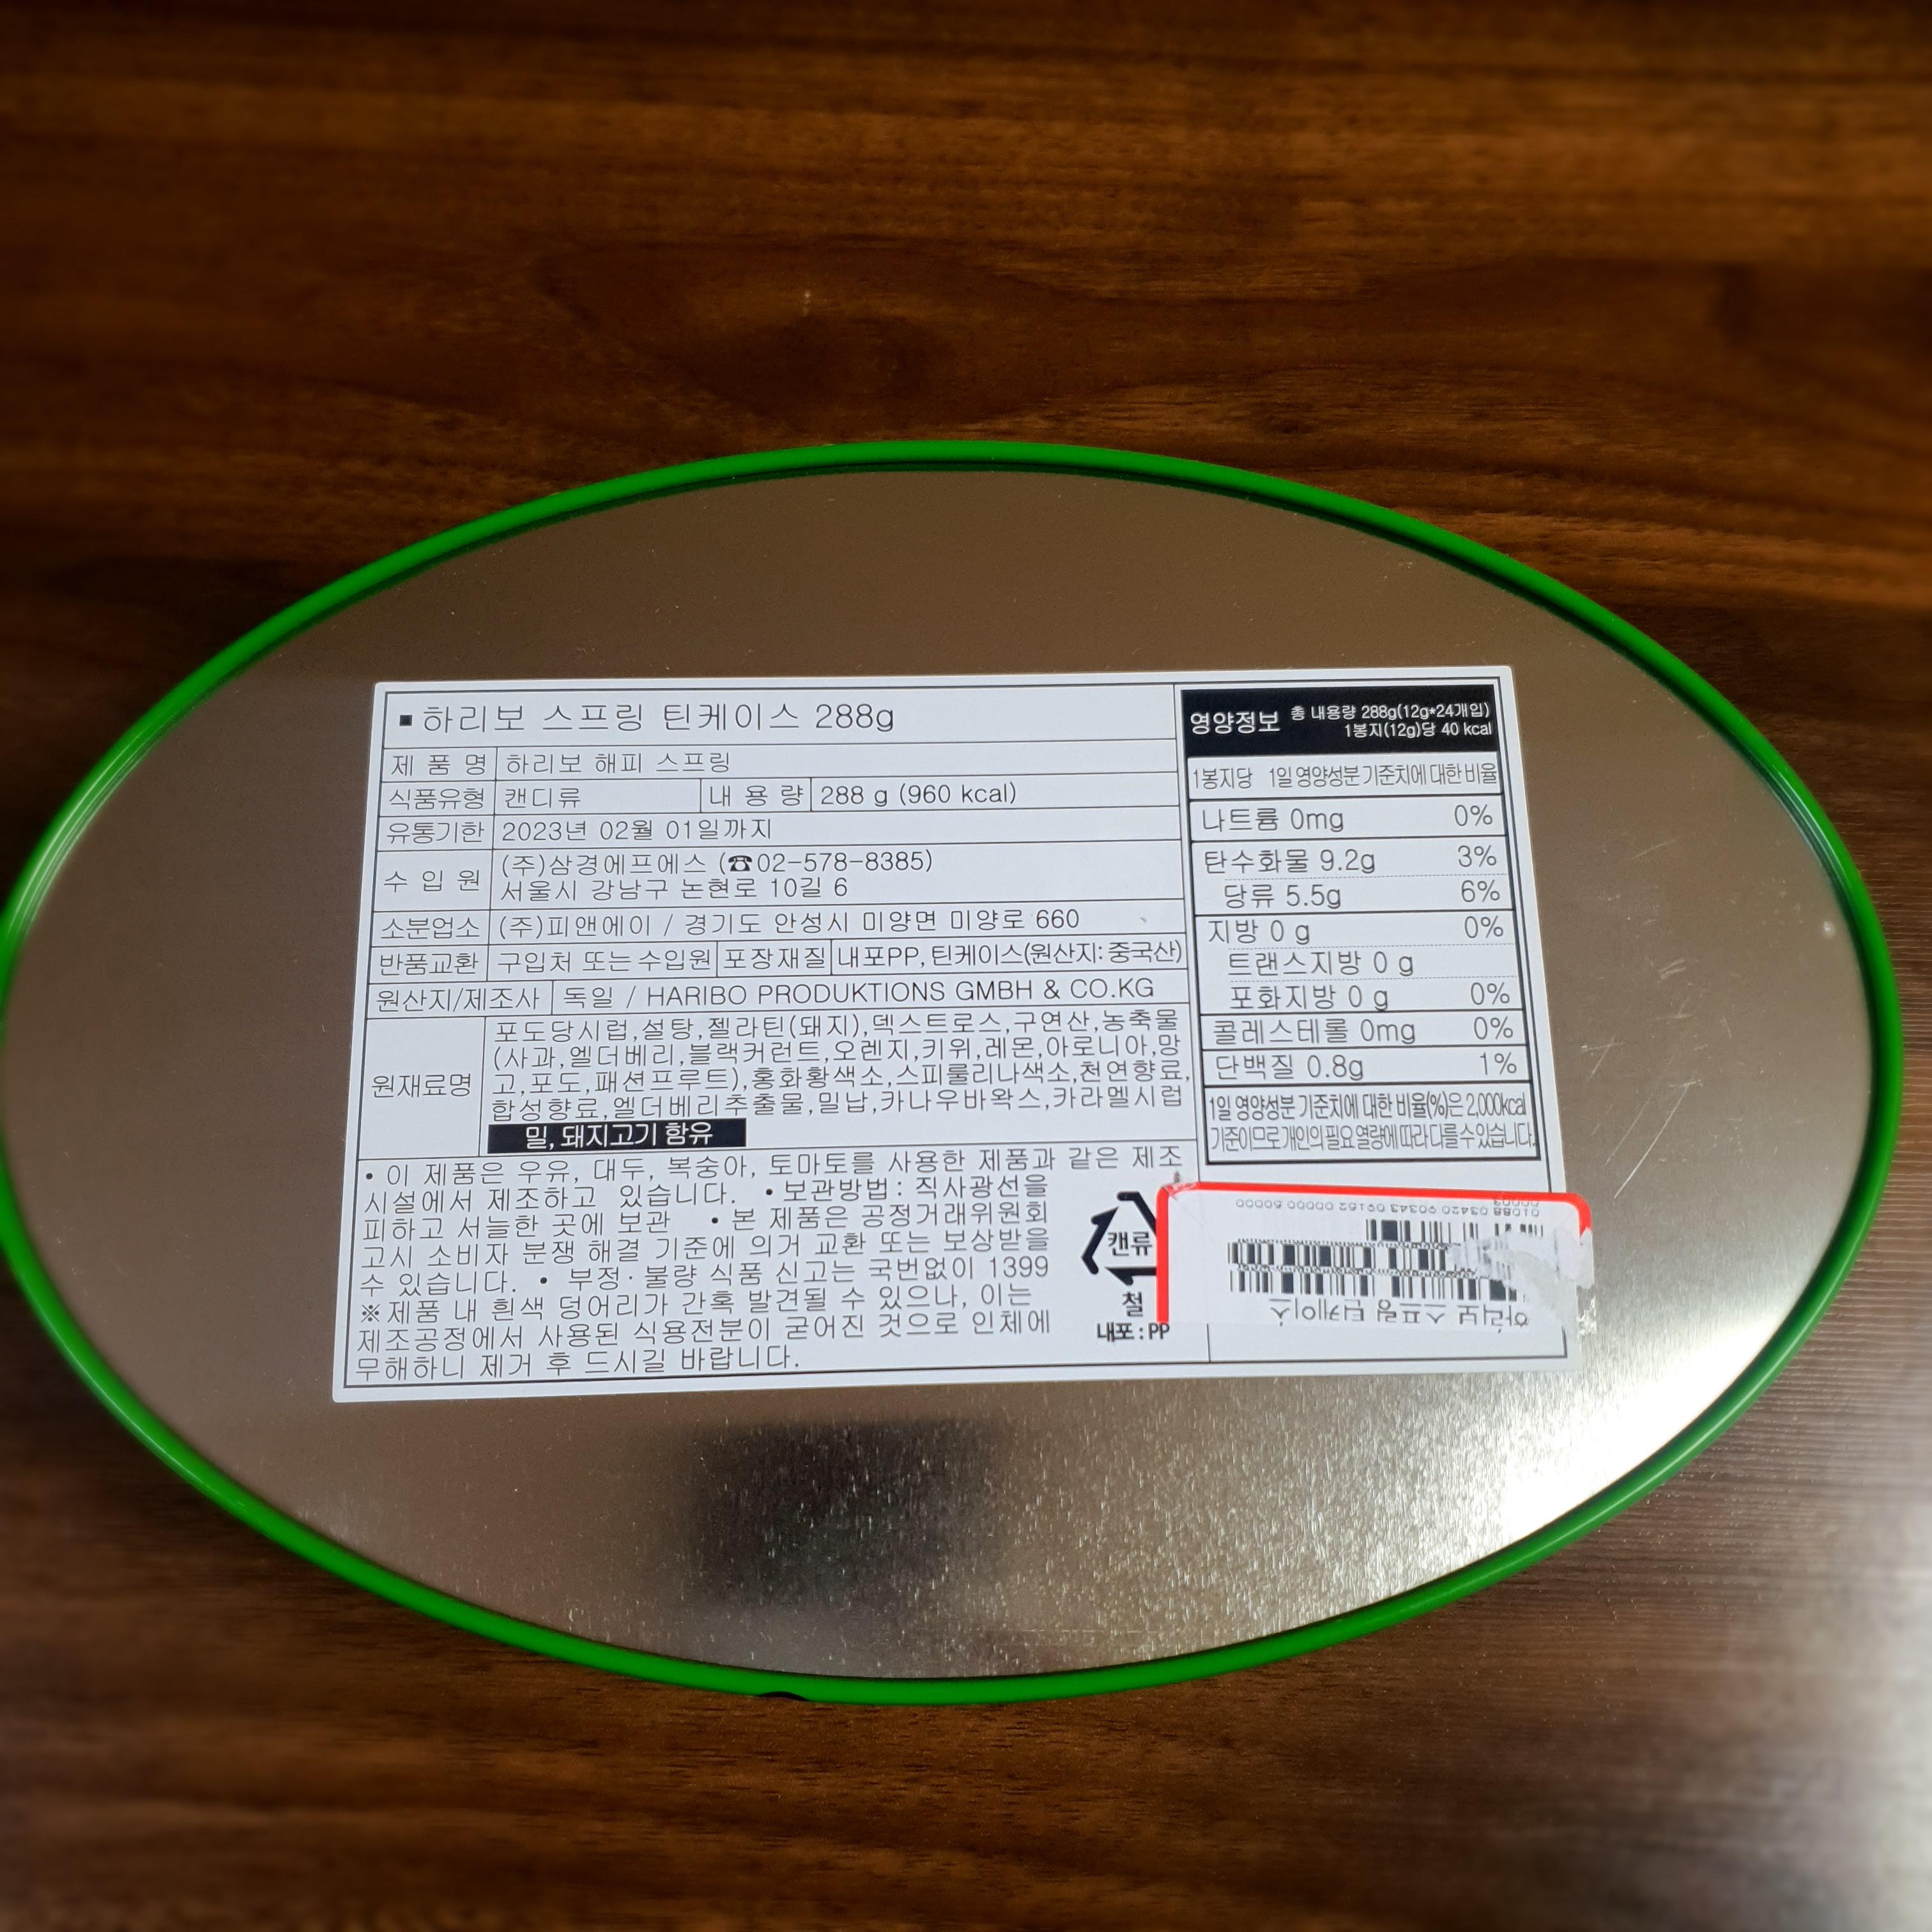 ▪ 하리보 스프링 틴케이스 288g
제 품 명 하리보 해피 스프링
식품유형 캔디류 내 용 량 288 g (960 kcal)
유통기한 2023년 02월 01일까지
수 입 원 (주)삼경에프에스 (☎02-578-8385)
서울시 강남구 논현로 10길 6
소분업소 (주)피앤에이 / 경기도 안성시 미양면 미양로 660
반품교환 구입처 또는 수입원 포장재질 내포PP, 틴케이스(원산지: 중국산)
원산지/제조사 독일 / HARIBO PRODUKTIONS GMBH & CO.KG
원재료명
포도당시럽,설탕,젤라틴(돼지),덱스트로스,구연산,농축물
(사과,엘더베리,블랙커런트,오렌지,키위,레몬,아로니아,망
고,포도,패션프루트),홍화황색소,스피룰리나색소,천연향료,
합성향료,엘더베리추출물,밀납,카나우바왁스,카라멜시럽
밀, 돼지고기 함유
• 이 제품은 우유, 대두, 복숭아, 토마토를 사용한 제품과 같은 제조
시설에서 제조하고 있습니다. • 보관방법 : 직사광선을
피하고 서늘한 곳에 보관 • 본 제품은 공정거래위원회
고시 소비자 분쟁 해결 기준에 의거 교환 또는 보상받을
수 있습니다. • 부정 · 불량 식품 신고는 국번없이 1399
※ 제품 내 흰색 덩어리가 간혹 발견될 수 있으나, 이는
제조공정에서 사용된 식용전분이 굳어진 것으로 인체에
무해하니 제거 후 드시길 바랍니다.
캔류
철
내포 : PP
영양정보 총 내용량 288g(12g*24개입)
1봉지(12g)당 40 kcal
1봉지당 1일 영양성분 기준치에 대한 비율
나트륨 0mg 0%
탄수화물 9.2g 3%
당류 5.5g 6%
지방 0 g 0%
트랜스지방 0 g
포화지방 0 g 0%
콜레스테롤 0mg 0%
단백질 0.8g 1%
1일 영양성분 기준치에 대한 비율(%)은 2,000kcal
기준이므로 개인의 필요 열량에 따라 다를 수 있습니다.
하리보 스프링 틴케이스